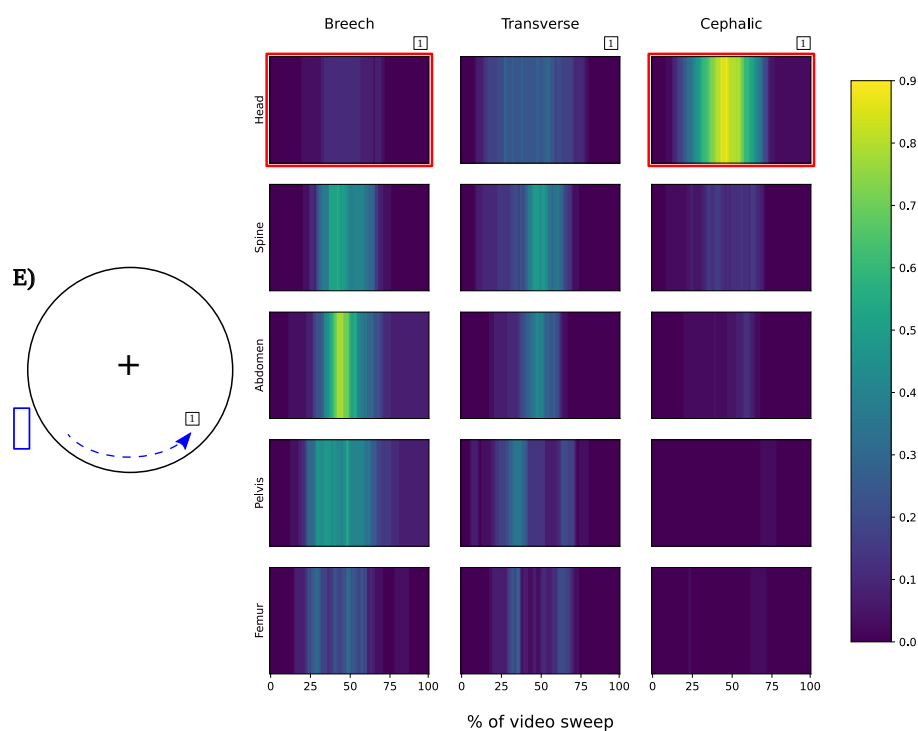 Breech Transverse Cephalic
1 1 1
0.9
Head
0.8
0.7
Spine
0.6
E)
0.5
Abdomen
0.4
1
0.3
Pelvis
0.2
0.1
Femur
0.0
0 25 50 75 100 0 25 50 75 100 0 25 50 75 100
% of video sweep